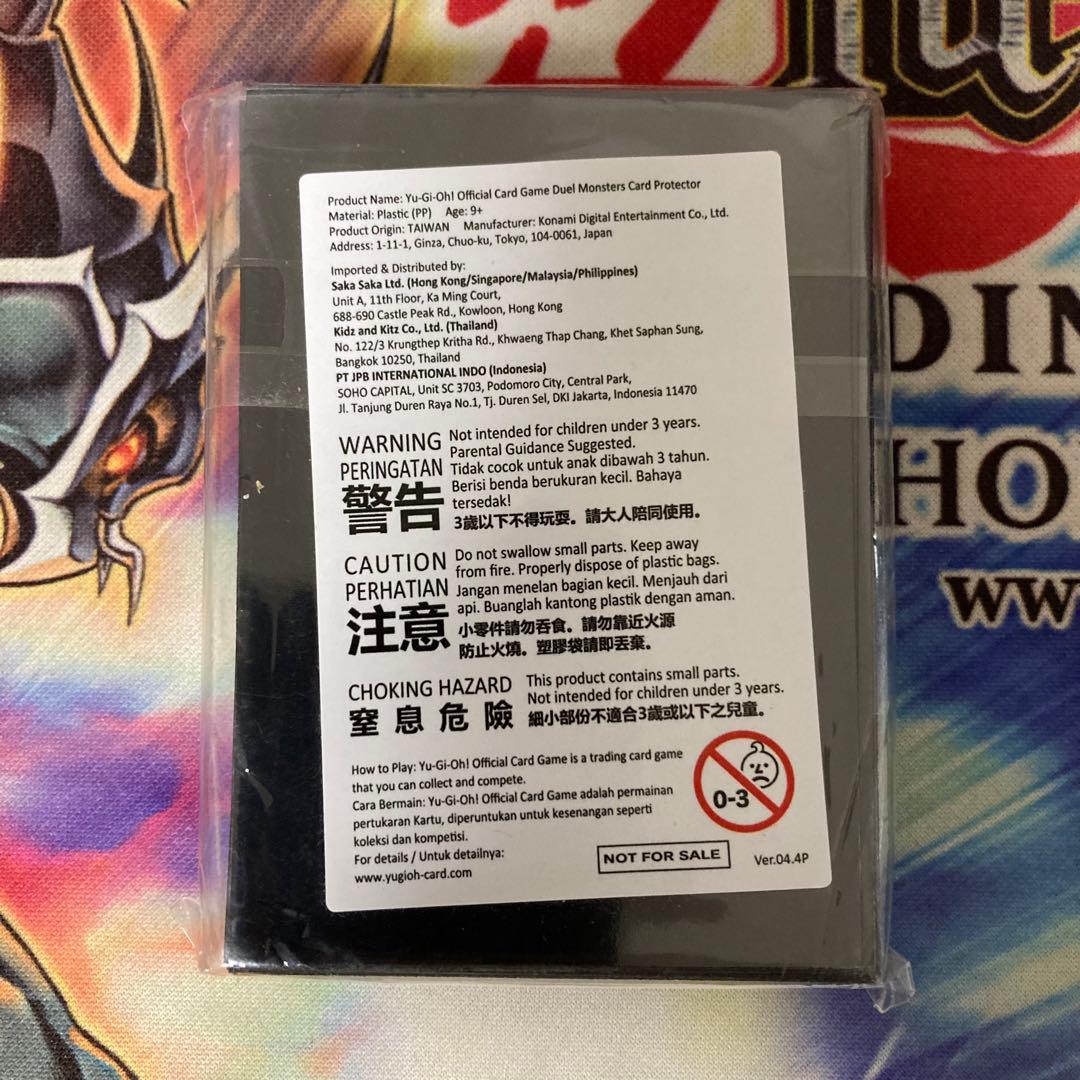 Product Name: Yu-Gi-Oh! Official Card Game Duel Monsters Card Protector
Material: Plastic (PP) Age: 9+
Product Origin: TAIWAN Manufacturer: Konami Digital Entertainment Co., Ltd.
Address: 1-11-1, Ginza, Chuo-ku, Tokyo, 104-0061, Japan
Imported & Distributed by:
Saka Saka Ltd. (Hong Kong/Singapore/Malaysia/Philippines)
Unit A, 11th Floor, Ka Ming Court,
688-690 Castle Peak Rd., Kowloon, Hong Kong
Kidz and Kitz Co., Ltd. (Thailand)
No. 122/3 Krungthep Kritha Rd., Khwaeng Thap Chang, Khet Saphan Sung,
Bangkok 10250, Thailand
PT JPB INTERNATIONAL INDO (Indonesia)
SOHO CAPITAL, Unit SC 3703, Podomoro City, Central Park,
Jl. Tanjung Duren Raya No.1, Tj. Duren Sel, DKI Jakarta, Indonesia 11470
WARNING
PERINGATAN
警告
Not intended for children under 3 years.
Parental Guidance Suggested.
Tidak cocok untuk anak dibawah 3 tahun.
Berisi benda berukuran kecil. Bahaya
tersedak!
3歲以下不得玩耍。請大人陪同使用。
CAUTION
PERHATIAN
注意
Do not swallow small parts. Keep away
from fire. Properly dispose of plastic bags.
Jangan menelan bagian kecil. Menjauh dari
api. Buanglah kantong plastik dengan aman.
小零件請勿吞食。請勿靠近火源
防止火燒。塑膠袋請即丟棄。
CHOKING HAZARD
窒息危險
This product contains small parts.
Not intended for children under 3 years.
細小部份不適合3歲或以下之兒童。
How to Play: Yu-Gi-Oh! Official Card Game is a trading card game
that you can collect and compete.
Cara Bermain: Yu-Gi-Oh! Official Card Game adalah permainan
pertukaran Kartu, diperuntukan untuk kesenangan seperti
koleksi dan kompetisi.
For details / Untuk detailnya:
www.yugioh-card.com
0-3
NOT FOR SALE
Ver.04.4P
DIN
HO
ww